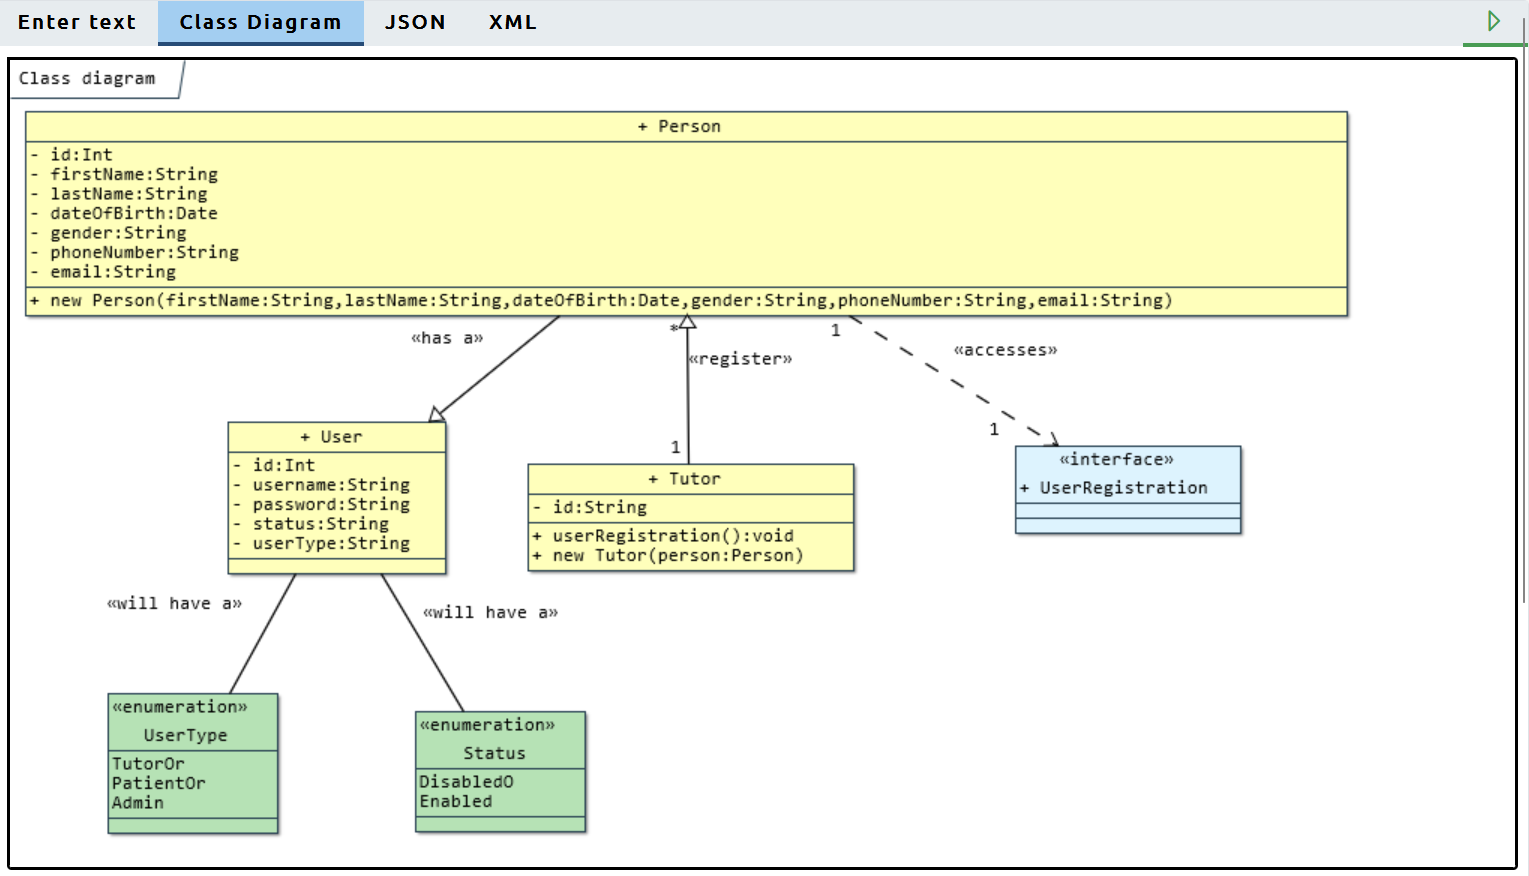 Enter text
Class Diagram
JSON
XML
Class diagram
+ Person
- id:Int
- firstName:String
- lastName:String
- dateOfBirth:Date
- gender:String
- phoneNumber:String
- email:String
+ new Person(firstName:String,lastName:String,dateOfBirth:Date,gender:String,phoneNumber:String,email:String)
«has a»
*
«register»
1
1
«accesses»
1
+ User
- id:Int
- username:String
- password:String
- status:String
- userType:String
+ Tutor
- id:String
+ userRegistration():void
+ new Tutor(person:Person)
«interface»
+ UserRegistration
«will have a»
«will have a»
«enumeration»
UserType
TutorOr
PatientOr
Admin
«enumeration»
Status
DisabledO
Enabled